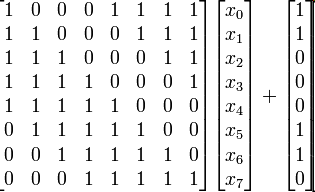 1 0 0 0 1 1 1 1 x₀ 1
1 1 0 0 0 1 1 1 x₁ 1
1 1 1 0 0 0 1 1 x₂ 0
1 1 1 1 0 0 0 1 x₃ 0
1 1 1 1 1 0 0 0 x₄ + 0
0 1 1 1 1 1 0 0 x₅ 1
0 0 1 1 1 1 1 0 x₆ 1
0 0 0 1 1 1 1 1 x₇ 0